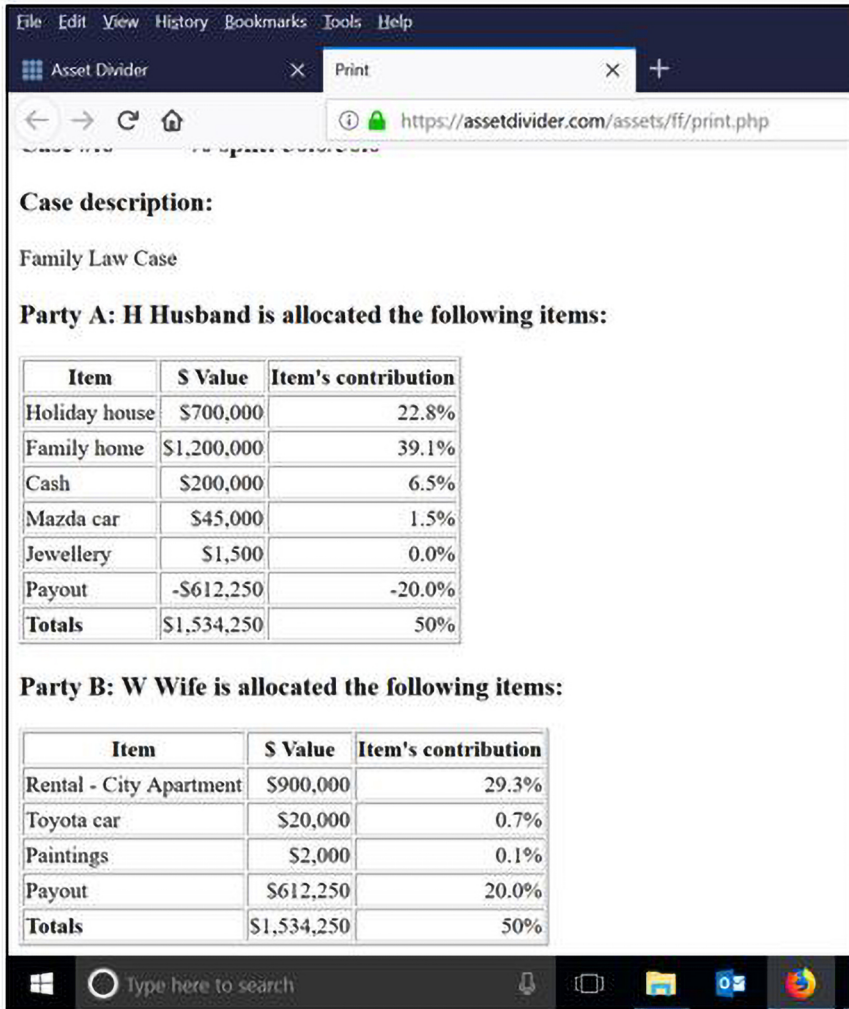 File Edit View History Bookmarks Tools Help
Asset Divider
Print
https://assetdivider.com/assets/ff/print.php
Case description:
Family Law Case
Party A: H Husband is allocated the following items:
Item $ Value Item's contribution
Holiday house $700,000 22.8%
Family home $1,200,000 39.1%
Cash $200,000 6.5%
Mazda car $45,000 1.5%
Jewellery $1,500 0.0%
Payout -$612,250 -20.0%
Totals $1,534,250 50%
Party B: W Wife is allocated the following items:
Item $ Value Item's contribution
Rental - City Apartment $900,000 29.3%
Toyota car $20,000 0.7%
Paintings $2,000 0.1%
Payout $612,250 20.0%
Totals $1,534,250 50%
Type here to search